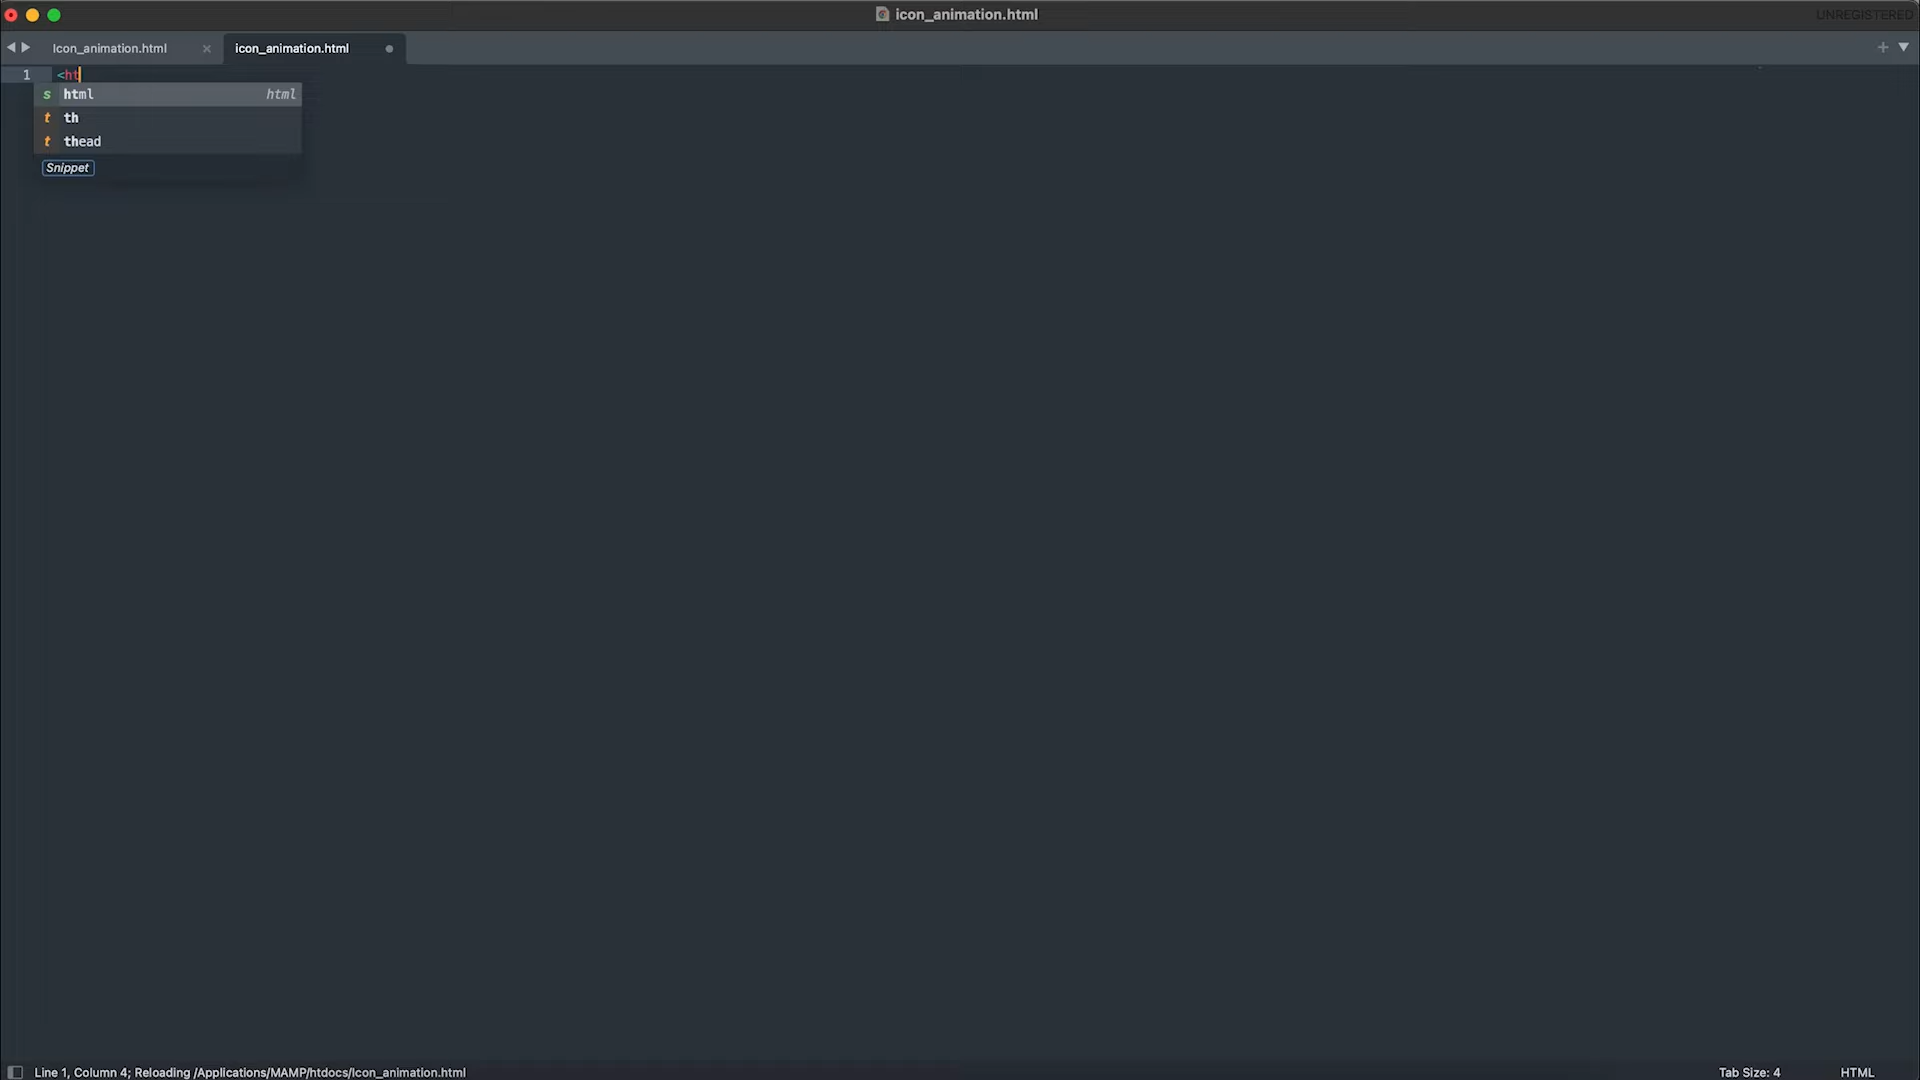 icon_animation.html
UNREGISTERED
Icon_animation.html
icon_animation.html
1 <ht
s html html
t th
t thead
Snippet
Line 1, Column 4; Reloading /Applications/MAMP/htdocs/Icon_animation.html
Tab Size: 4
HTML